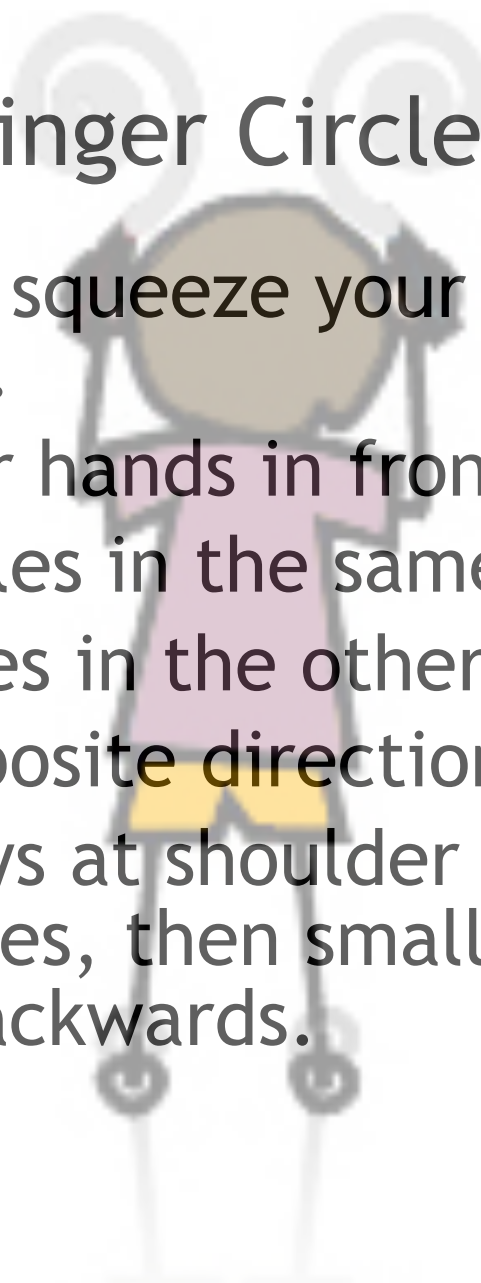 inger Circle
squeeze your
.
r hands in fron
les in the same
es in the other
posite direction
ys at shoulder
es, then small
ackwards.